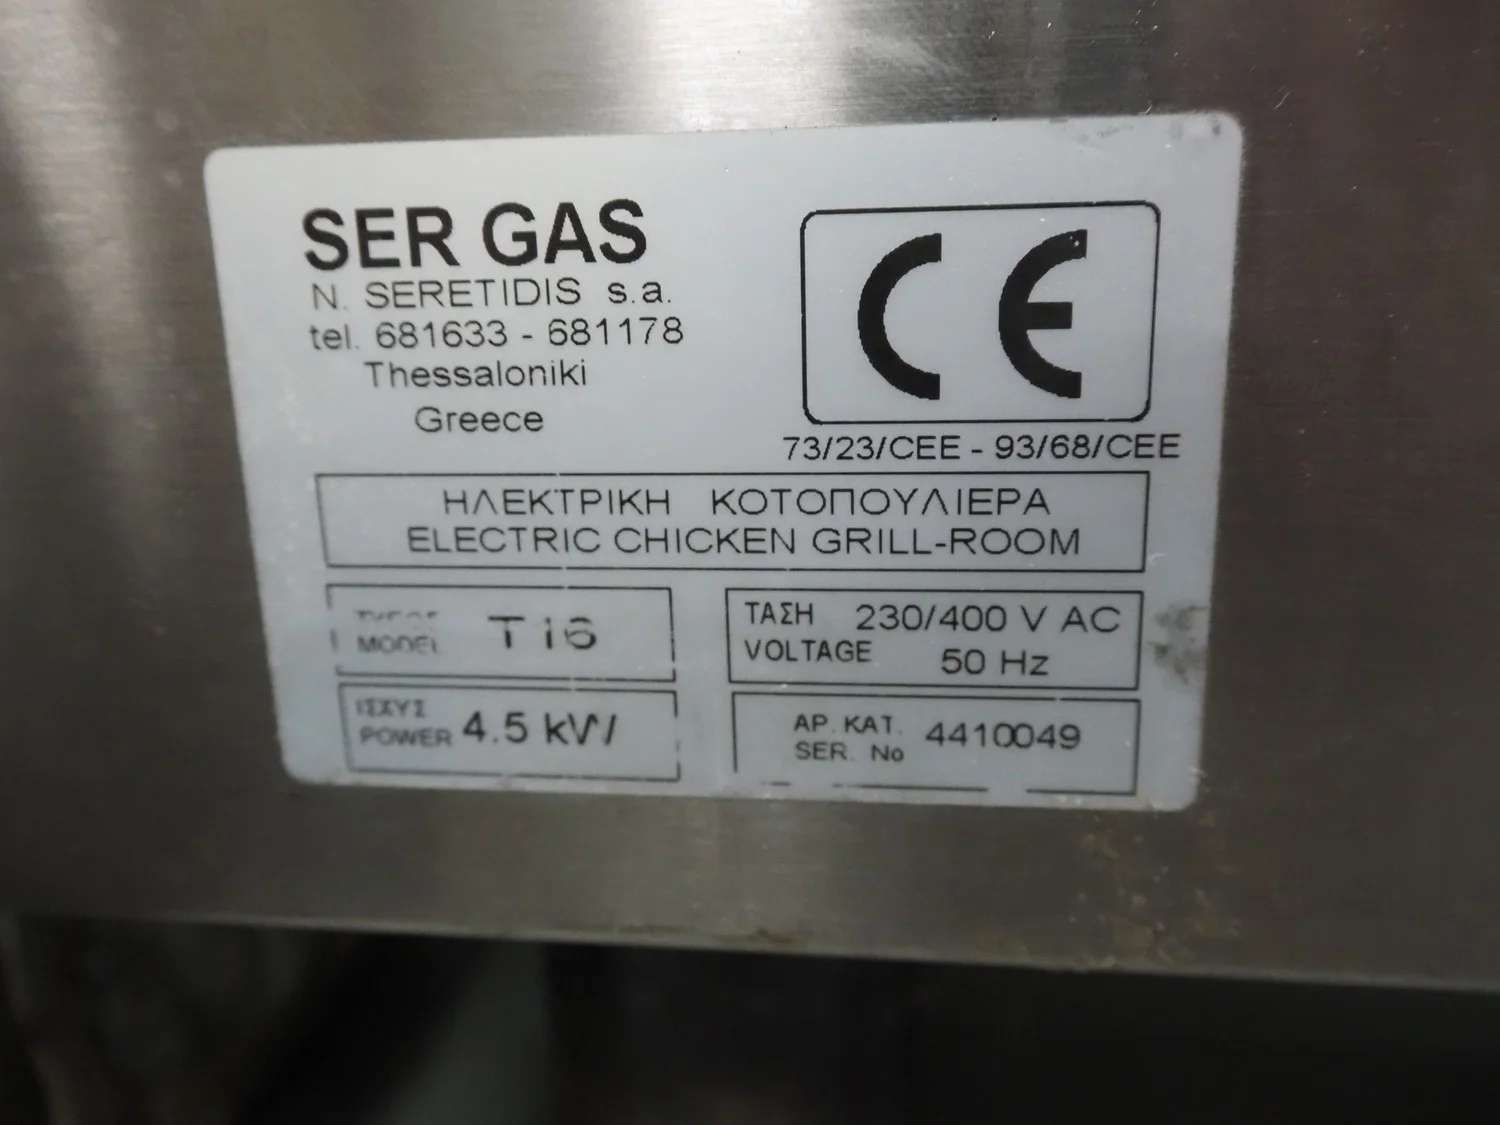 SER GAS
N. SERETIDIS s.a.
tel. 681633 - 681178
Thessaloniki
Greece
CE
73/23/CEE - 93/68/CEE
ΗΛΕΚΤΡΙΚΗ ΚΟΤΟΠΟΥΛΙΕΡΑ
ELECTRIC CHICKEN GRILL-ROOM
MODEL T16
ΤΑΣΗ 230/400 V AC
VOLTAGE 50 Hz
ΙΣΧΥΣ
POWER 4.5 kW
ΑΡ. ΚΑΤ. 4410049
SER. No